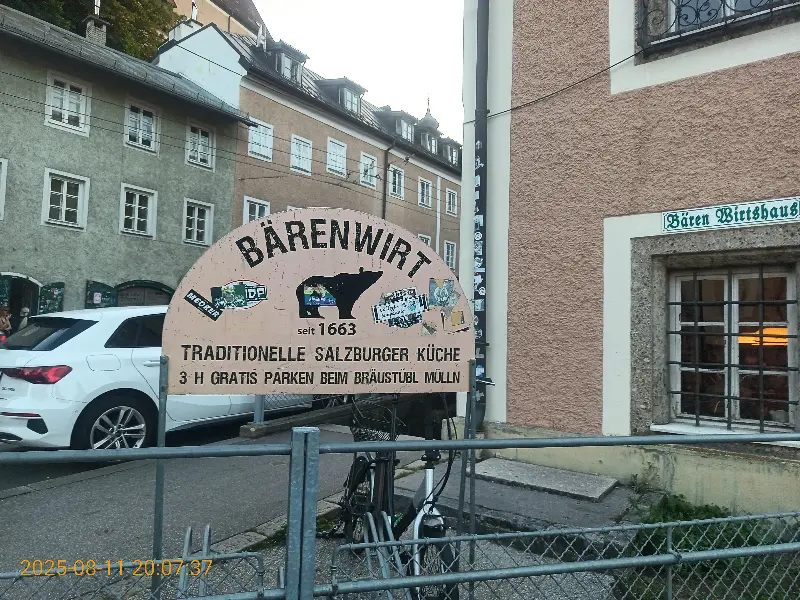 BÄRENWIRT
seit 1663
TRADITIONELLE SALZBURGER KÜCHE
3 H GRATIS PARKEN BEIM BRÄUSTÜBL MÜLLN
Bären Wirtshaus
2025-08-11 20:07:37